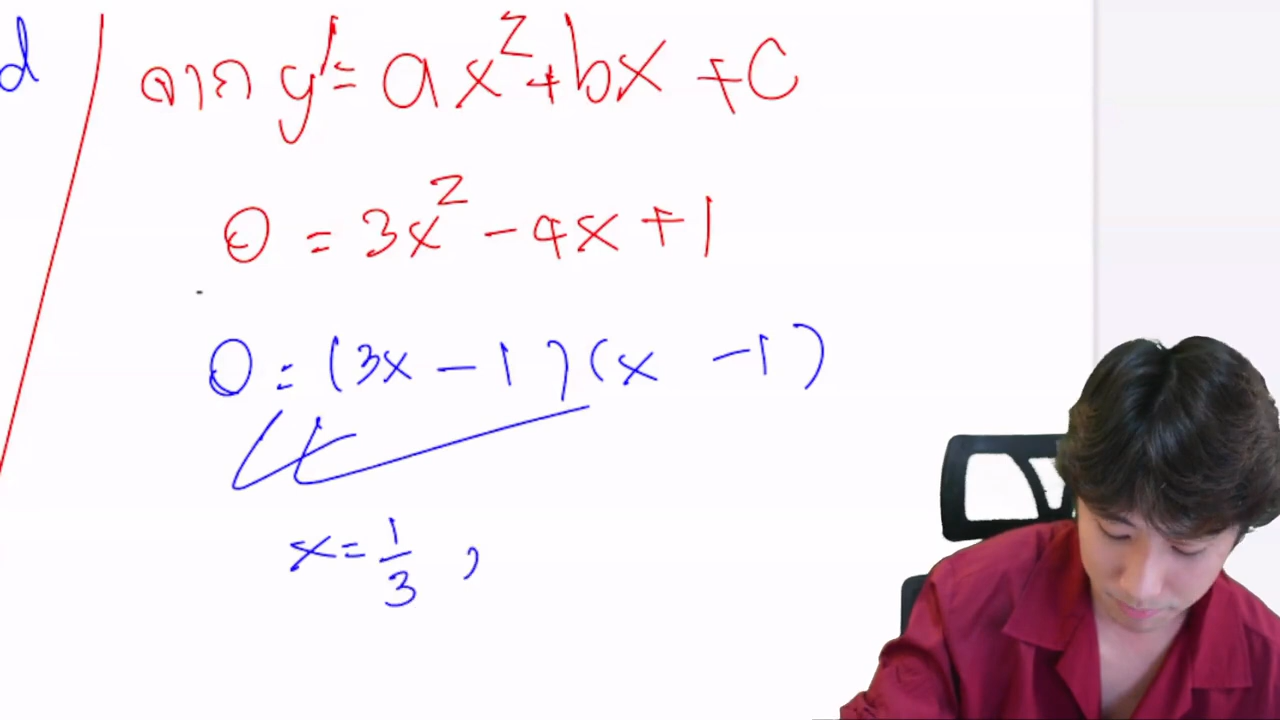 d
จาก y' = ax² + bx + c
0 = 3x² - 4x + 1
0 = (3x - 1)(x - 1)
x = 1/3 ,